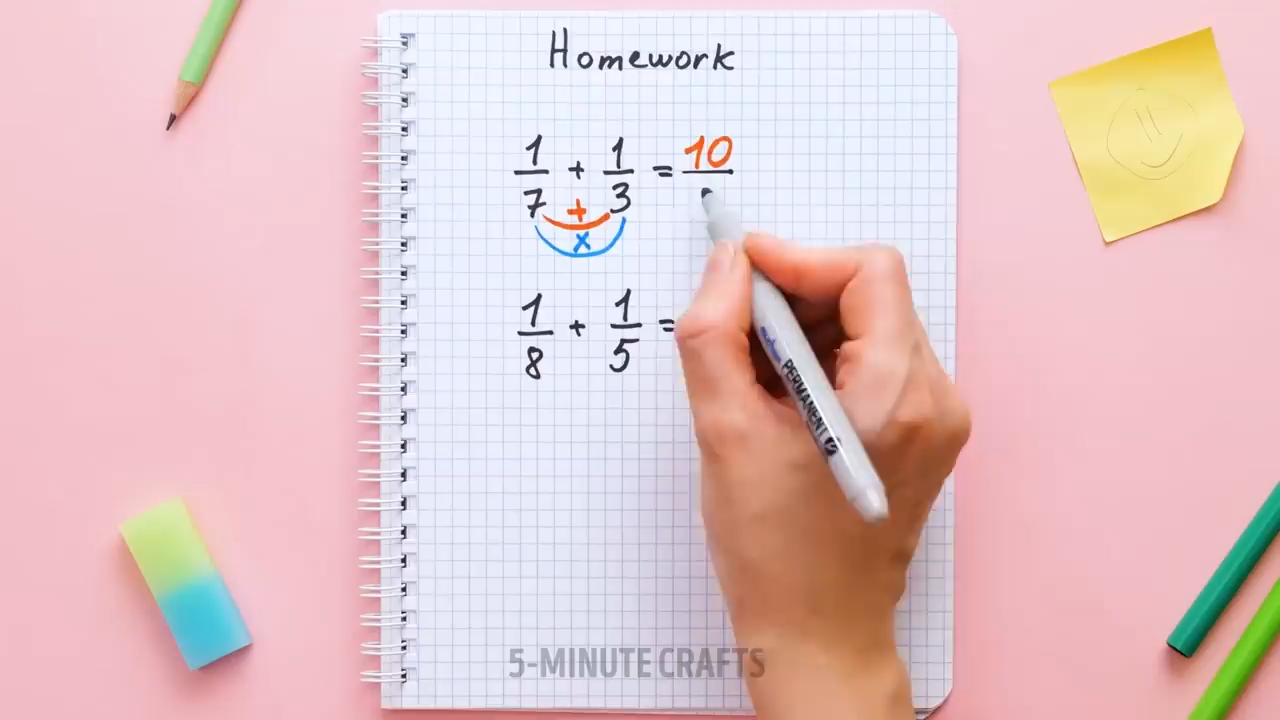 Homework
1/7 + 1/3 = 10/
+
x
1/8 + 1/5 =
PERMANENT
5-MINUTE CRAFTS